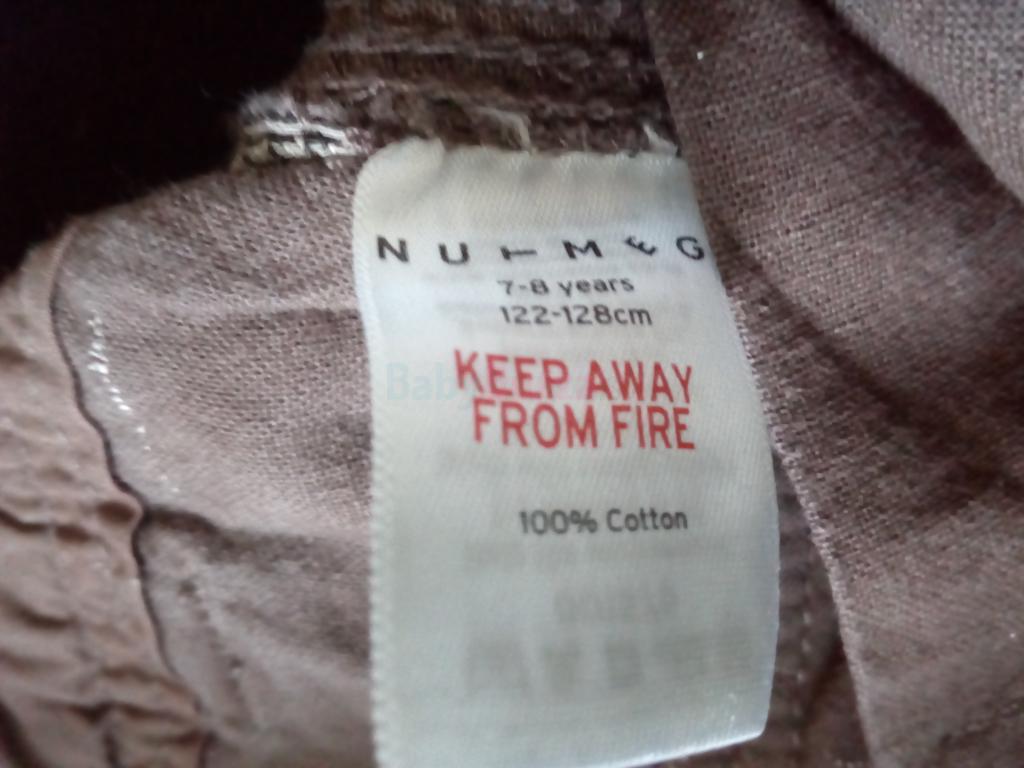 NUTMEG
7-8 years
122-128cm
KEEP AWAY
FROM FIRE
100% Cotton